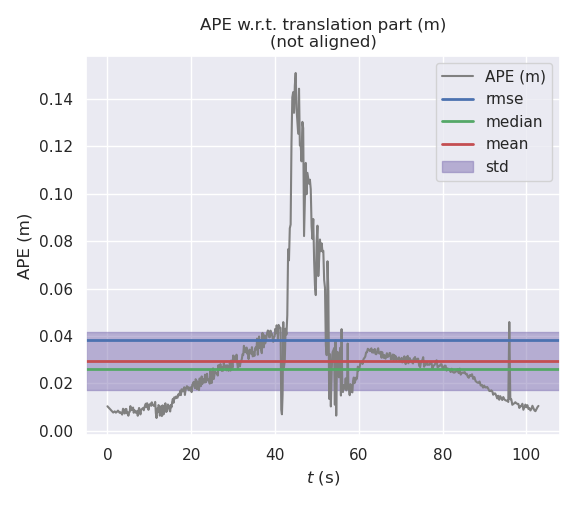 APE w.r.t. translation part (m)
(not aligned)
APE (m)
rmse
median
mean
std
APE (m)
0.14
0.12
0.10
0.08
0.06
0.04
0.02
0.00
0 20 40 60 80 100
t (s)